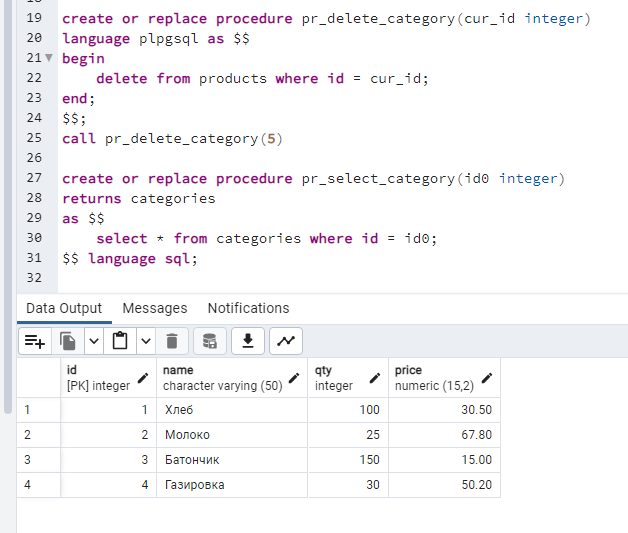 19 create or replace procedure pr_delete_category(cur_id integer)
20 language plpgsql as $$
21 begin
22     delete from products where id = cur_id;
23 end;
24 $$;
25 call pr_delete_category(5)
26
27 create or replace procedure pr_select_category(id0 integer)
28 returns categories
29 as $$
30     select * from categories where id = id0;
31 $$ language sql;
32
Data Output Messages Notifications
id name qty price
[PK] integer character varying (50) integer numeric (15,2)
1 1 Хлеб 100 30.50
2 2 Молоко 25 67.80
3 3 Батончик 150 15.00
4 4 Газировка 30 50.20